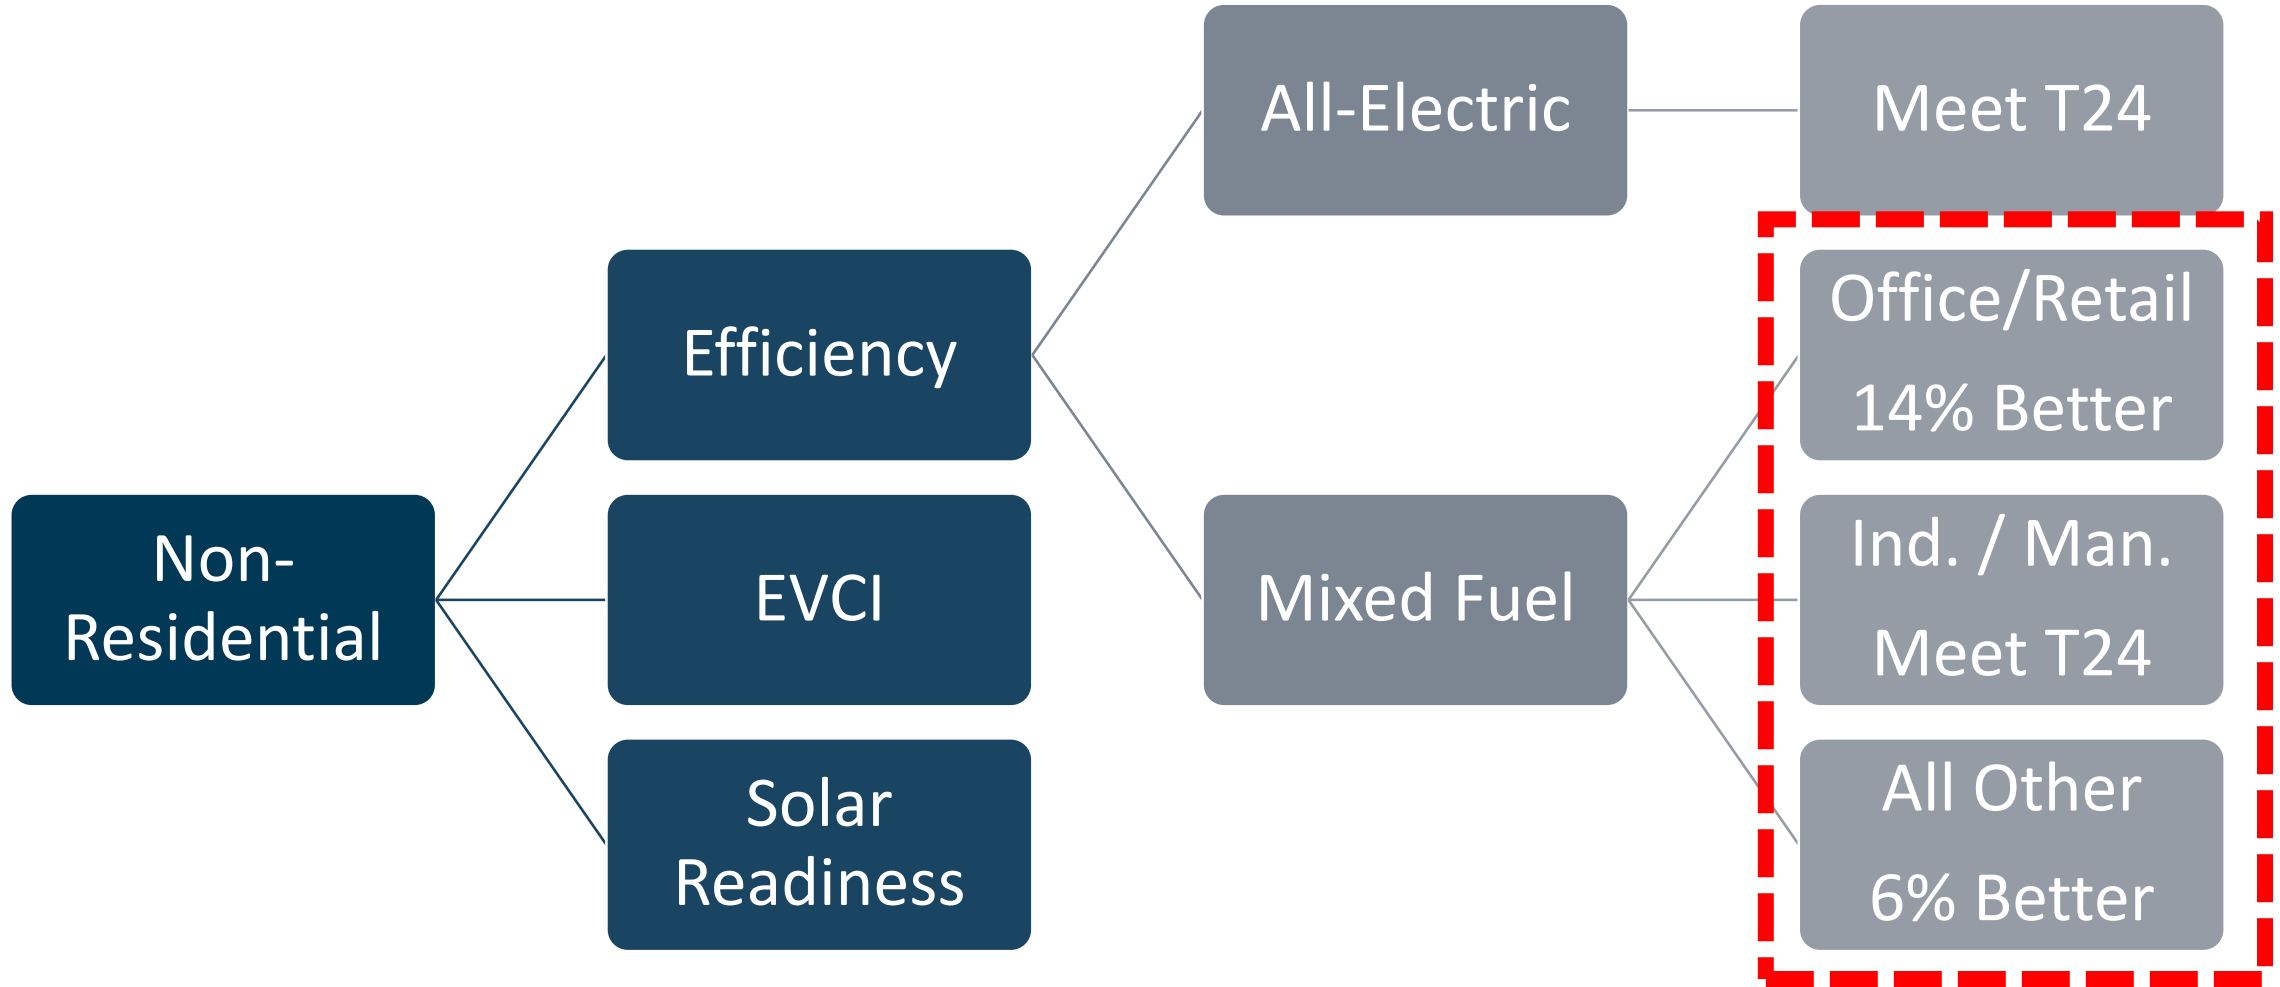 Non-
Residential
Efficiency
EVCI
Solar
Readiness
All-Electric
Mixed Fuel
Meet T24
Office/Retail
14% Better
Ind. / Man.
Meet T24
All Other
6% Better